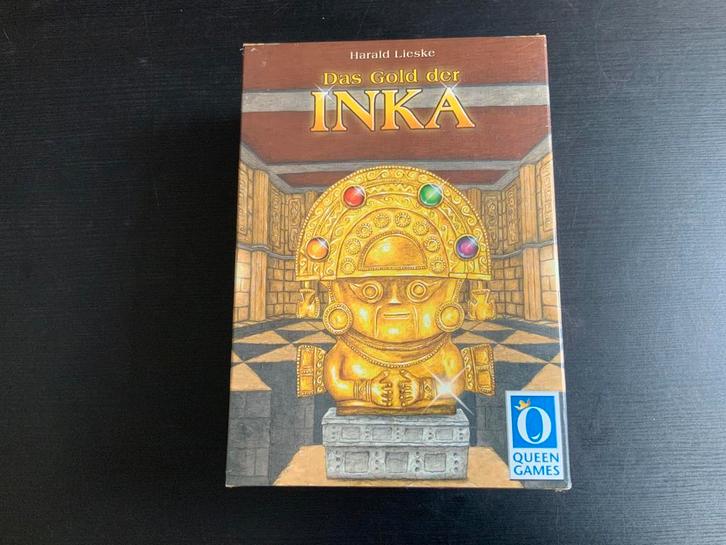 Harald Lieske
Das Gold der
INKA
QUEEN
GAMES